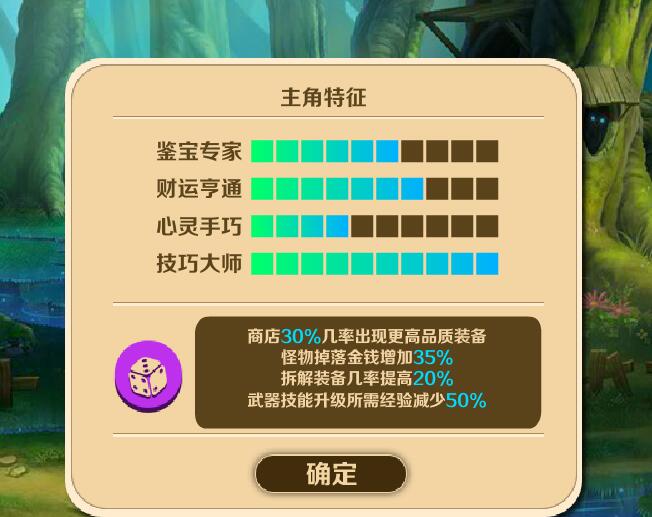 主角特征
鉴宝专家
财运亨通
心灵手巧
技巧大师
商店30%几率出现更高品质装备
怪物掉落金钱增加35%
拆解装备几率提高20%
武器技能升级所需经验减少50%
确定